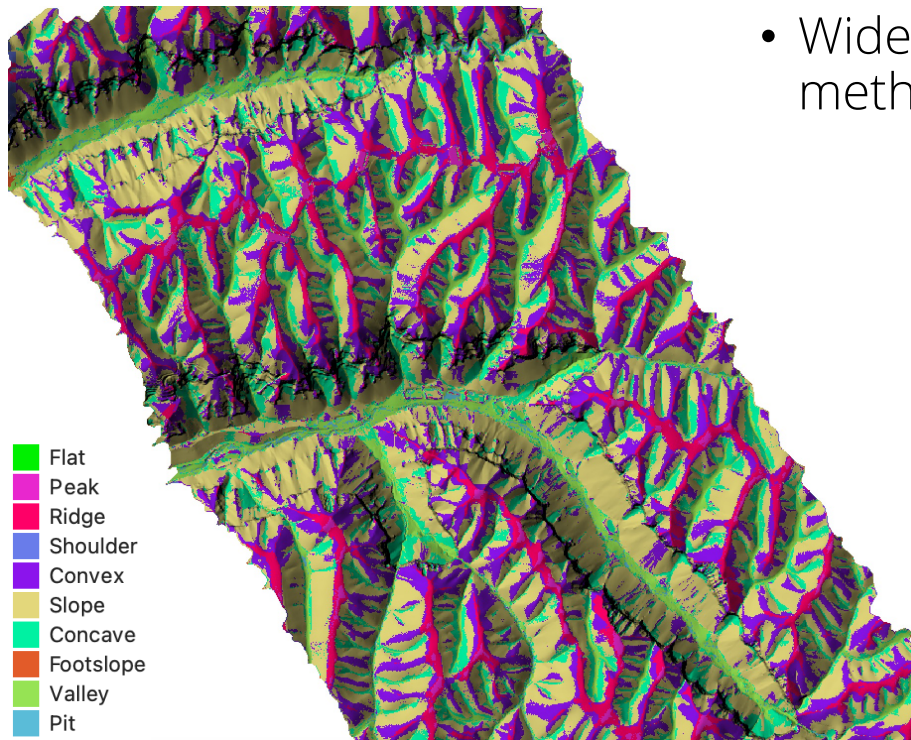 • Wide
meth
Flat
Peak
Ridge
Shoulder
Convex
Slope
Concave
Footslope
Valley
Pit